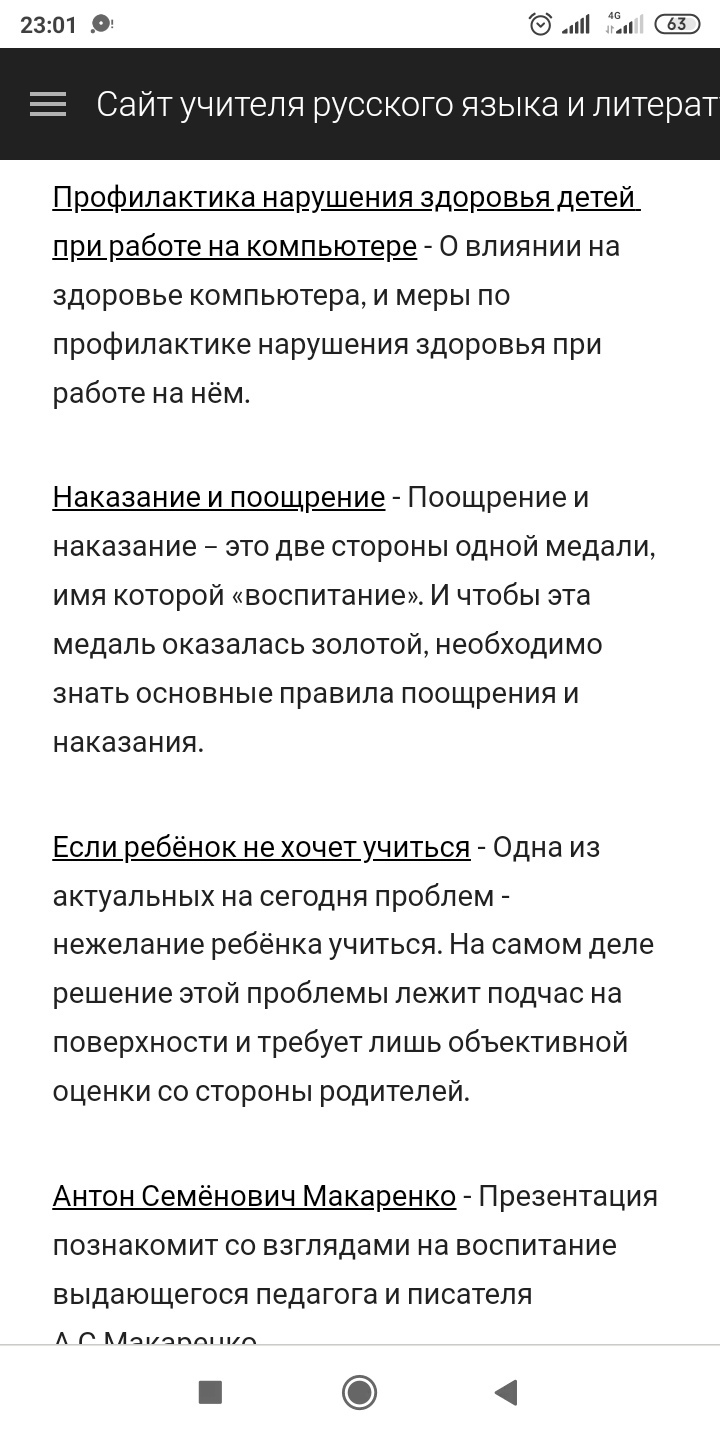 23:01
4G
63
Сайт учителя русского языка и литерат
Профилактика нарушения здоровья детей
при работе на компьютере - О влиянии на
здоровье компьютера, и меры по
профилактике нарушения здоровья при
работе на нём.
Наказание и поощрение - Поощрение и
наказание – это две стороны одной медали,
имя которой «воспитание». И чтобы эта
медаль оказалась золотой, необходимо
знать основные правила поощрения и
наказания.
Если ребёнок не хочет учиться - Одна из
актуальных на сегодня проблем -
нежелание ребёнка учиться. На самом деле
решение этой проблемы лежит подчас на
поверхности и требует лишь объективной
оценки со стороны родителей.
Антон Семёнович Макаренко - Презентация
познакомит со взглядами на воспитание
выдающегося педагога и писателя
А.С.Макаренко